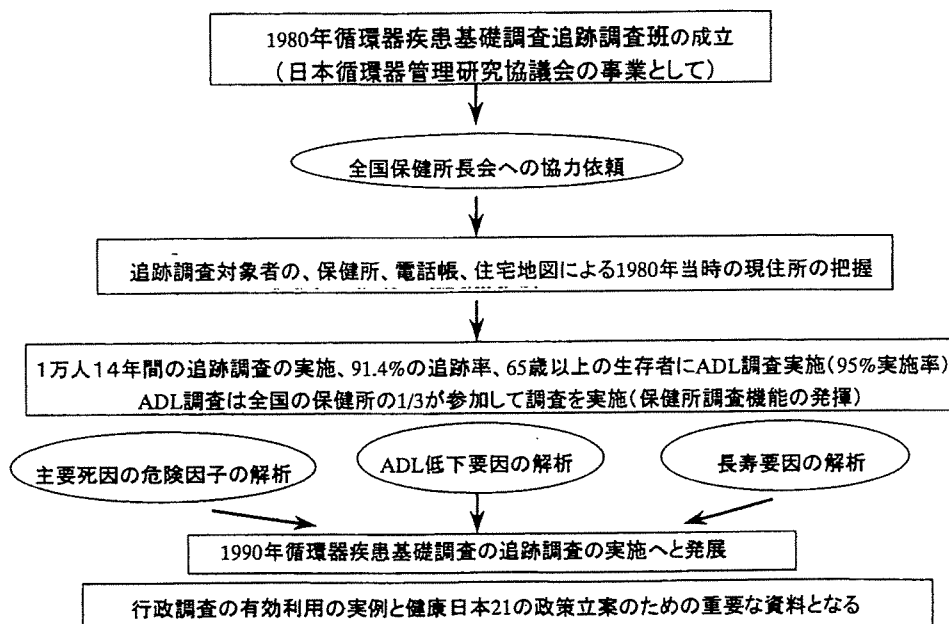 1980年循環器疾患基礎調査追跡調査班の成立
(日本循環器管理研究協議会の事業として)
全国保健所長会への協力依頼
追跡調査対象者の、保健所、電話帳、住宅地図による1980年当時の現住所の把握
1万人14年間の追跡調査の実施、91.4%の追跡率、65歳以上の生存者にADL調査実施(95%実施率)
ADL調査は全国の保健所の1/3が参加して調査を実施(保健所調査機能の発揮)
主要死因の危険因子の解析
ADL低下要因の解析
長寿要因の解析
1990年循環器疾患基礎調査の追跡調査の実施へと発展
行政調査の有効利用の実例と健康日本21の政策立案のための重要な資料となる